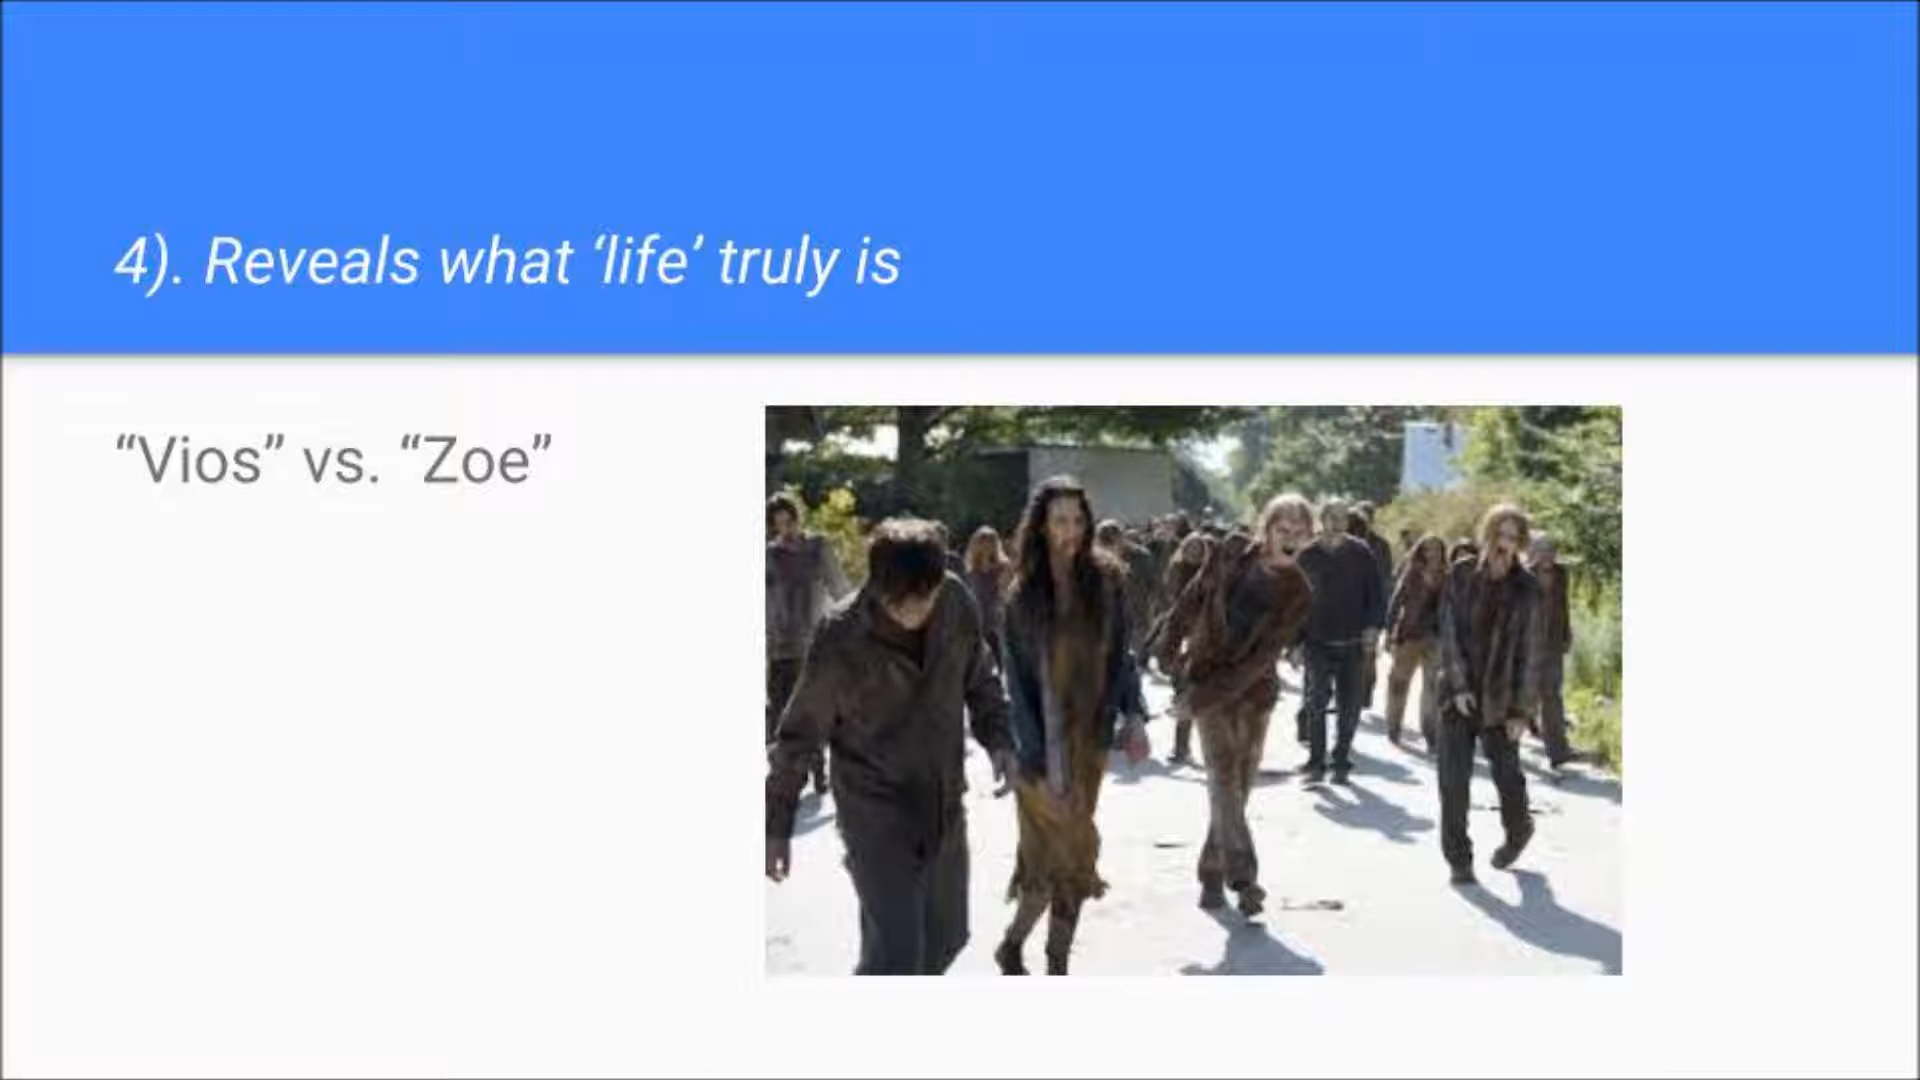 4). Reveals what ‘life’ truly is
“Vios” vs. “Zoe”